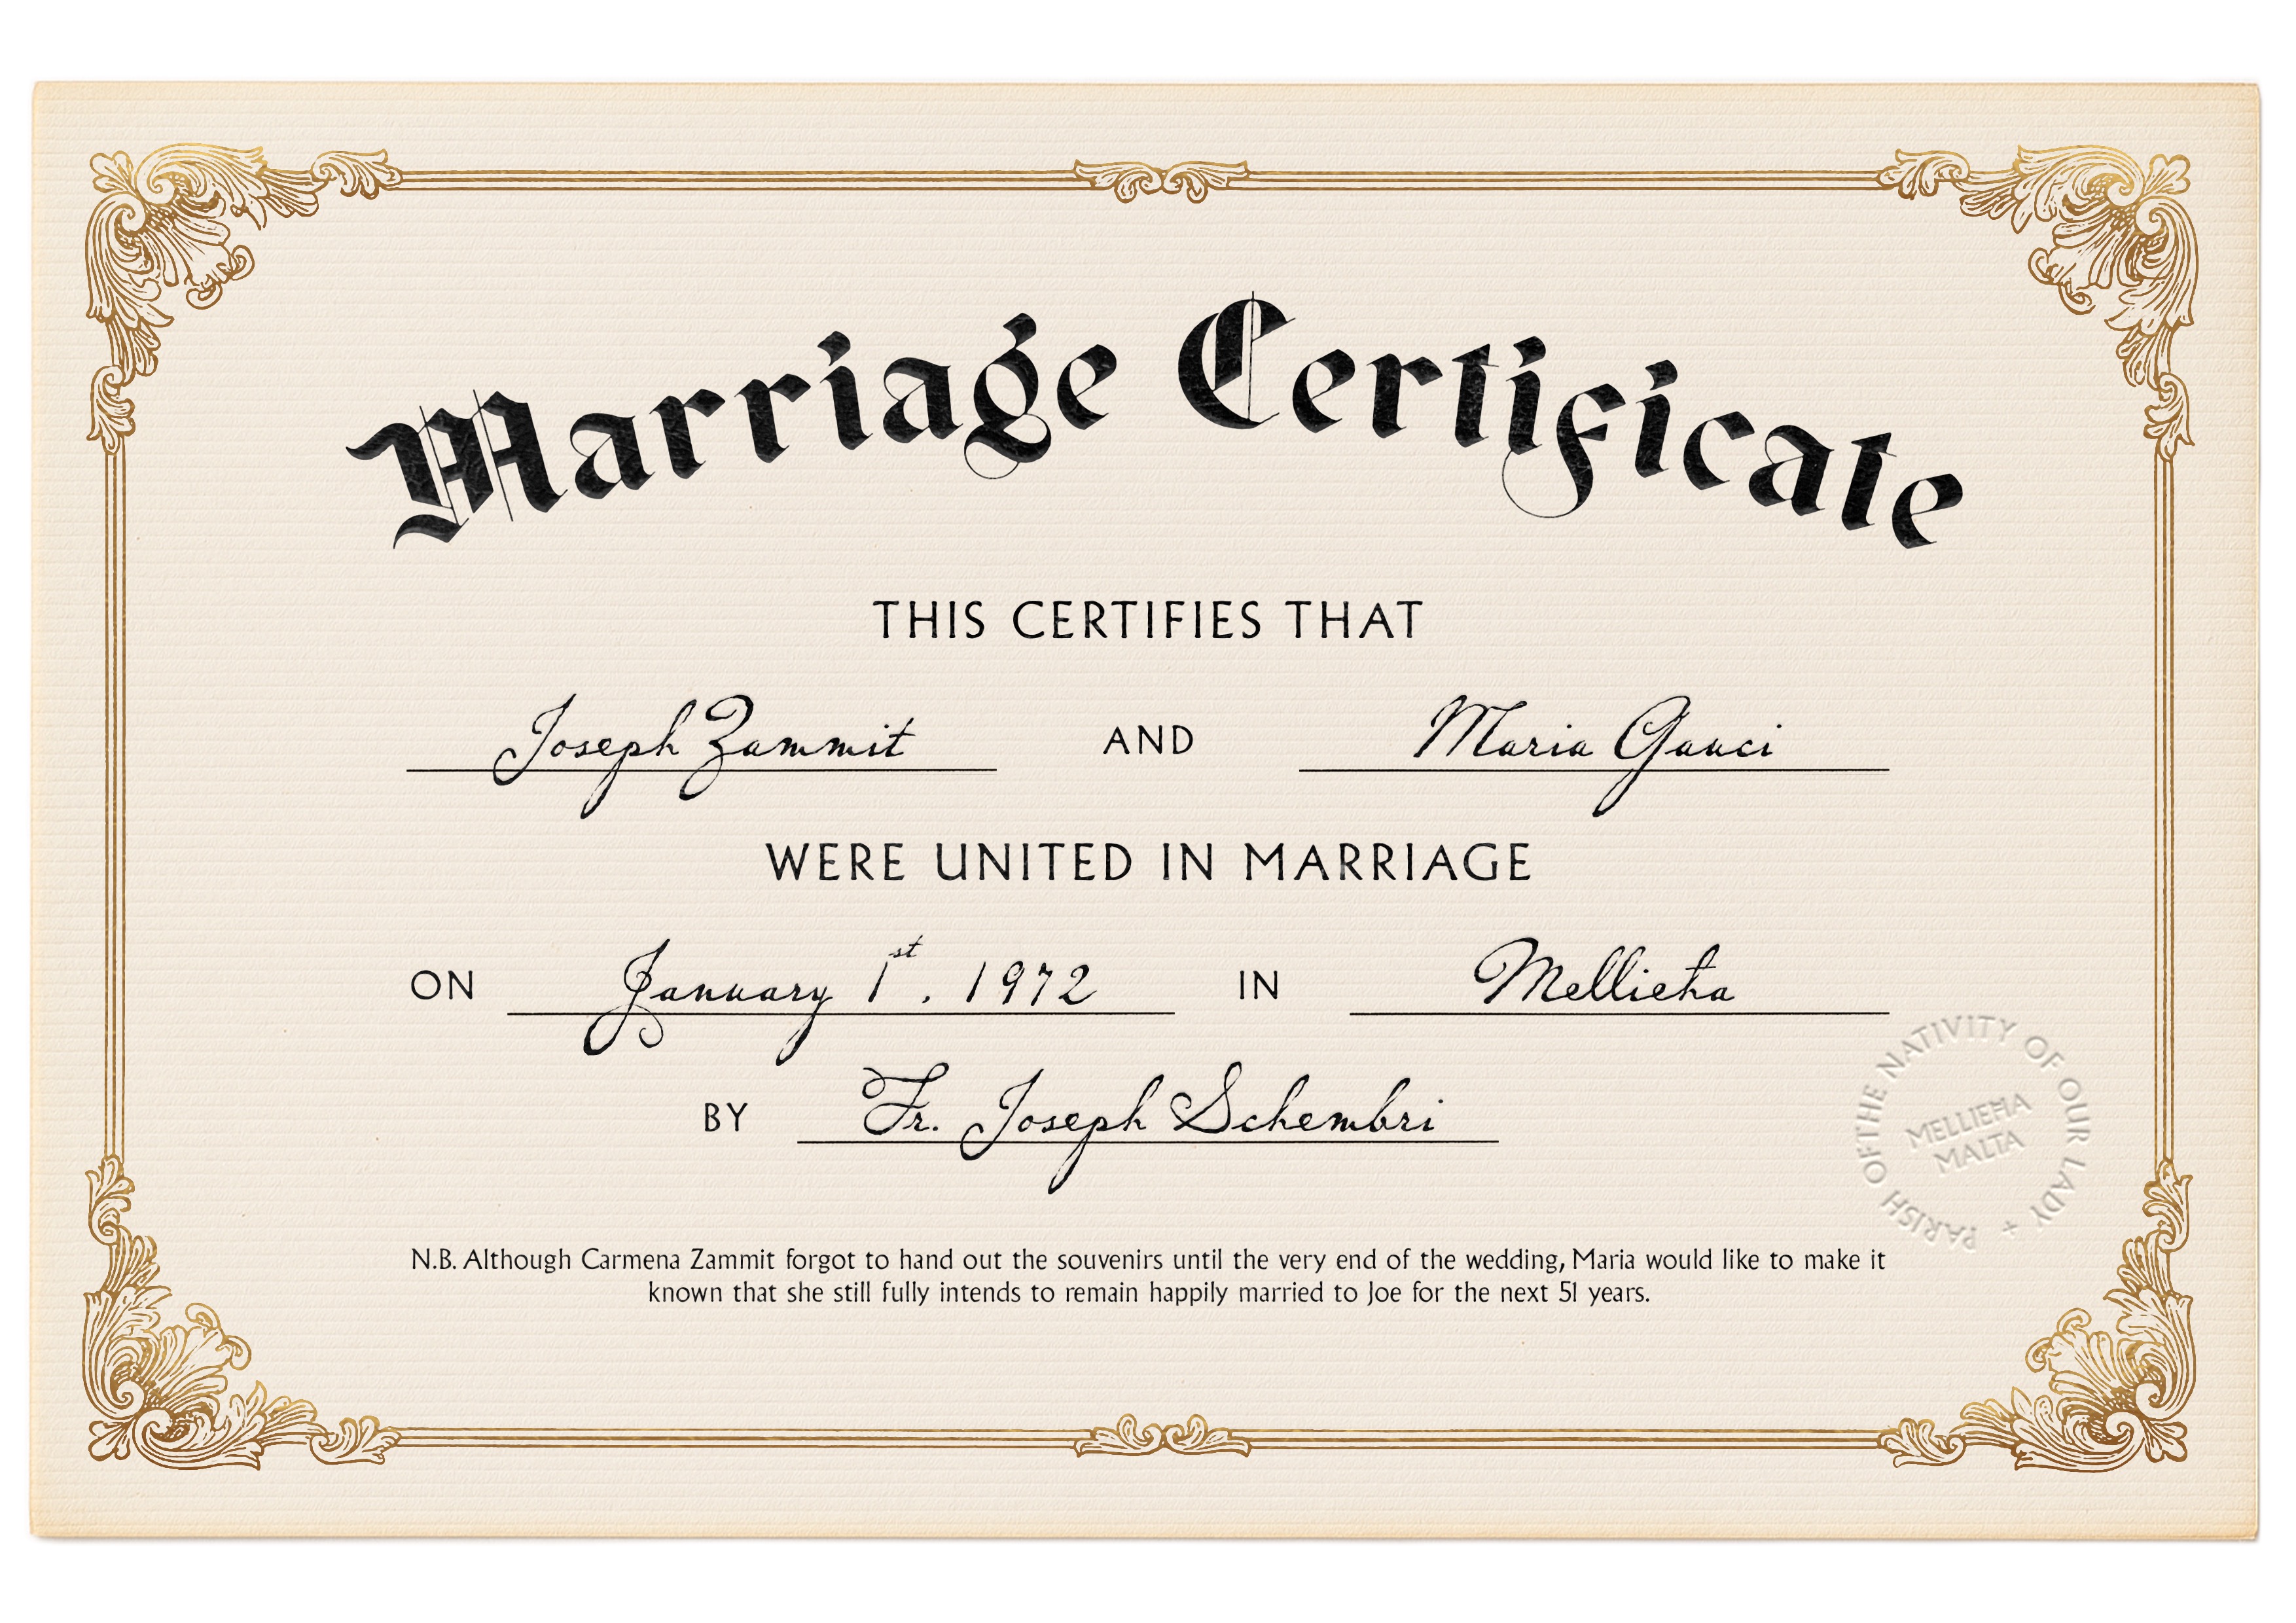 Marriage Certificate
THIS CERTIFIES THAT
Joseph Zammit AND Maria Gauci
WERE UNITED IN MARRIAGE
ON January 1st, 1972 IN Mellieħa
BY Fr. Joseph Schembri
PARISH OF THE NATIVITY OF OUR LADY +
MELLIEĦA
MALTA
N.B. Although Carmena Zammit forgot to hand out the souvenirs until the very end of the wedding, Maria would like to make it
known that she still fully intends to remain happily married to Joe for the next 51 years.